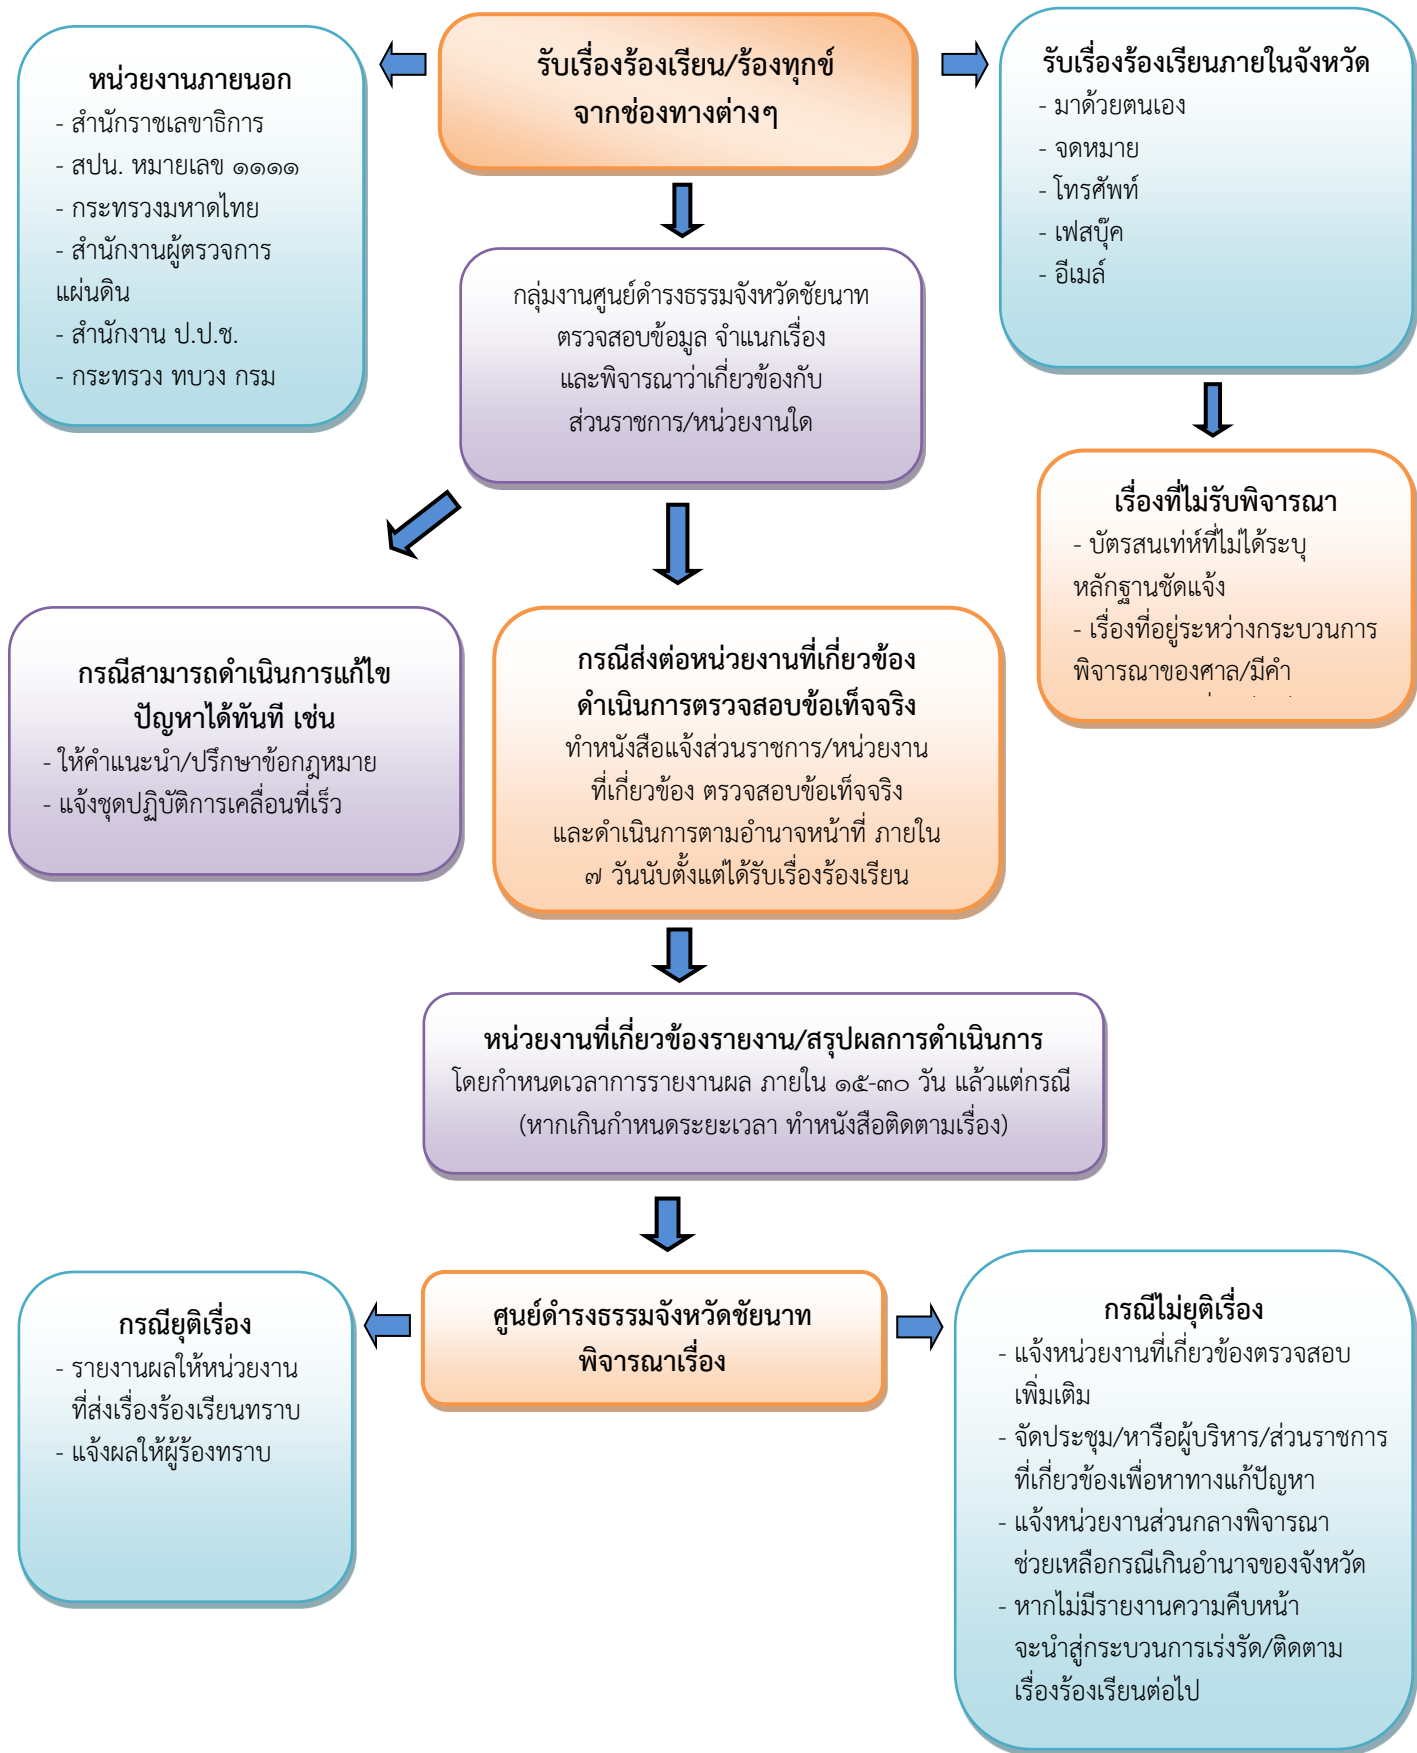 รับเรื่องร้องเรียน/ร้องทุกข์
จากช่องทางต่างๆ
หน่วยงานภายนอก
- สำนักราชเลขาธิการ
- สปน. หมายเลข ๑๑๑๑
- กระทรวงมหาดไทย
- สำนักงานผู้ตรวจการ
แผ่นดิน
- สำนักงาน ป.ป.ช.
- กระทรวง ทบวง กรม
รับเรื่องร้องเรียนภายในจังหวัด
- มาด้วยตนเอง
- จดหมาย
- โทรศัพท์
- เฟสบุ๊ค
- อีเมล์
กลุ่มงานศูนย์ดำรงธรรมจังหวัดชัยนาท
ตรวจสอบข้อมูล จำแนกเรื่อง
และพิจารณาว่าเกี่ยวข้องกับ
ส่วนราชการ/หน่วยงานใด
เรื่องที่ไม่รับพิจารณา
- บัตรสนเท่ห์ที่ไม่ได้ระบุ
หลักฐานชัดแจ้ง
- เรื่องที่อยู่ระหว่างกระบวนการ
พิจารณาของศาล/มีคำ
กรณีสามารถดำเนินการแก้ไข
ปัญหาได้ทันที เช่น
- ให้คำแนะนำ/ปรึกษาข้อกฎหมาย
- แจ้งชุดปฏิบัติการเคลื่อนที่เร็ว
กรณีส่งต่อหน่วยงานที่เกี่ยวข้อง
ดำเนินการตรวจสอบข้อเท็จจริง
ทำหนังสือแจ้งส่วนราชการ/หน่วยงาน
ที่เกี่ยวข้อง ตรวจสอบข้อเท็จจริง
และดำเนินการตามอำนาจหน้าที่ ภายใน
๗ วันนับตั้งแต่ได้รับเรื่องร้องเรียน
หน่วยงานที่เกี่ยวข้องรายงาน/สรุปผลการดำเนินการ
โดยกำหนดเวลาการรายงานผล ภายใน ๑๕-๓๐ วัน แล้วแต่กรณี
(หากเกินกำหนดระยะเวลา ทำหนังสือติดตามเรื่อง)
ศูนย์ดำรงธรรมจังหวัดชัยนาท
พิจารณาเรื่อง
กรณียุติเรื่อง
- รายงานผลให้หน่วยงาน
ที่ส่งเรื่องร้องเรียนทราบ
- แจ้งผลให้ผู้ร้องทราบ
กรณีไม่ยุติเรื่อง
- แจ้งหน่วยงานที่เกี่ยวข้องตรวจสอบ
เพิ่มเติม
- จัดประชุม/หารือผู้บริหาร/ส่วนราชการ
ที่เกี่ยวข้องเพื่อหาทางแก้ปัญหา
- แจ้งหน่วยงานส่วนกลางพิจารณา
ช่วยเหลือกรณีเกินอำนาจของจังหวัด
- หากไม่มีรายงานความคืบหน้า
จะนำสู่กระบวนการเร่งรัด/ติดตาม
เรื่องร้องเรียนต่อไป